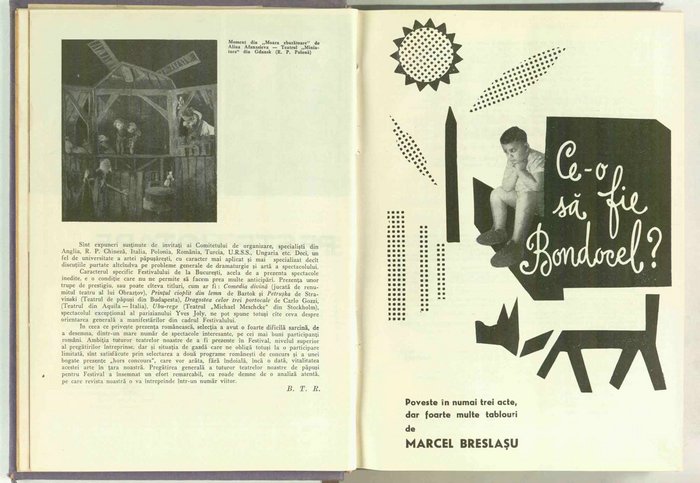 Moment din „Moara zburătoare" de
Alina Afanasieva — Teatrul „Minia-
tura" din Gdansk (R. P. Polonă)
Sînt expuneri susținute de invitați ai Comitetului de organizare, specialiști din
Anglia, R. P. Chineză, Italia, Polonia, România, Turcia, U.R.S.S., Ungaria etc. Deci, un
fel de universitate a artei păpușărești, cu caracter mai aplicat și mai specializat decît
discuțiile purtate altcîndva pe probleme generale de dramaturgie și artă a spectacolului.
Caracterul specific Festivalului de la București, acela de a prezenta spectacole
inedite, e o condiție care nu ne permite să facem prea multe anticipări. Prezența unor
trupe de prestigiu, sau poate cîteva titluri, cum ar fi : Comedia divină (jucată de renu-
mitul teatru al lui Obrazțov), Prințul cioplit din lemn de Bartok și Petrușka de Stra-
vinski (Teatrul de păpuși din Budapesta), Dragostea celor trei portocale de Carlo Gozzi,
(Teatrul din Aquila — Italia), Ubu-rege (Teatrul „Michael Meschcke" din Stockholm),
spectacolul excepțional al parizianului Yves Joly, ne pot spune totuși cîte ceva despre
orientarea generală a manifestărilor din cadrul Festivalului.
În ceea ce privește prezența românească, selecția a avut o foarte dificilă sarcină, de
a desemna, dintr-un mare număr de spectacole interesante, pe cei mai buni participanți
români. Ambiția tuturor teatrelor noastre de a fi prezente în Festival, nivelul superior
al pregătirilor întreprinse, dar și situația de gazdă care ne obligă totuși la o participare
limitată, sînt satisfăcute prin selectarea a două programe românești de concurs și a unei
bogate prezențe „hors concours", care vor arăta, fără îndoială, încă o dată, vitalitatea
acestei arte în țara noastră. Pregătirea generală a tuturor teatrelor noastre de păpuși
pentru Festival a însemnat un efort remarcabil, cu roade demne de o analiză atentă,
pe care revista noastră o va întreprinde într-un număr viitor.
B. T. R.
Ce-o
să fie
Bondocel?
Poveste in numai trei acte,
dar foarte multe tablouri
de
MARCEL BRESLAȘU